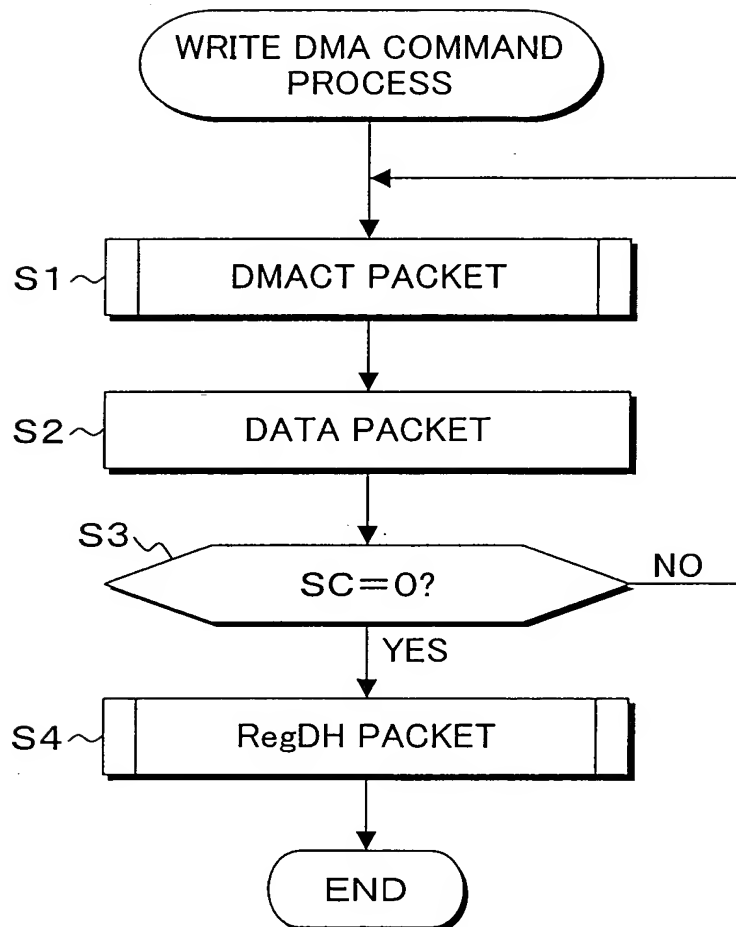 WRITE DMA COMMAND
PROCESS
S1
DMACT PACKET
S2
DATA PACKET
S3
SC=0?
NO
YES
S4
RegDH PACKET
END